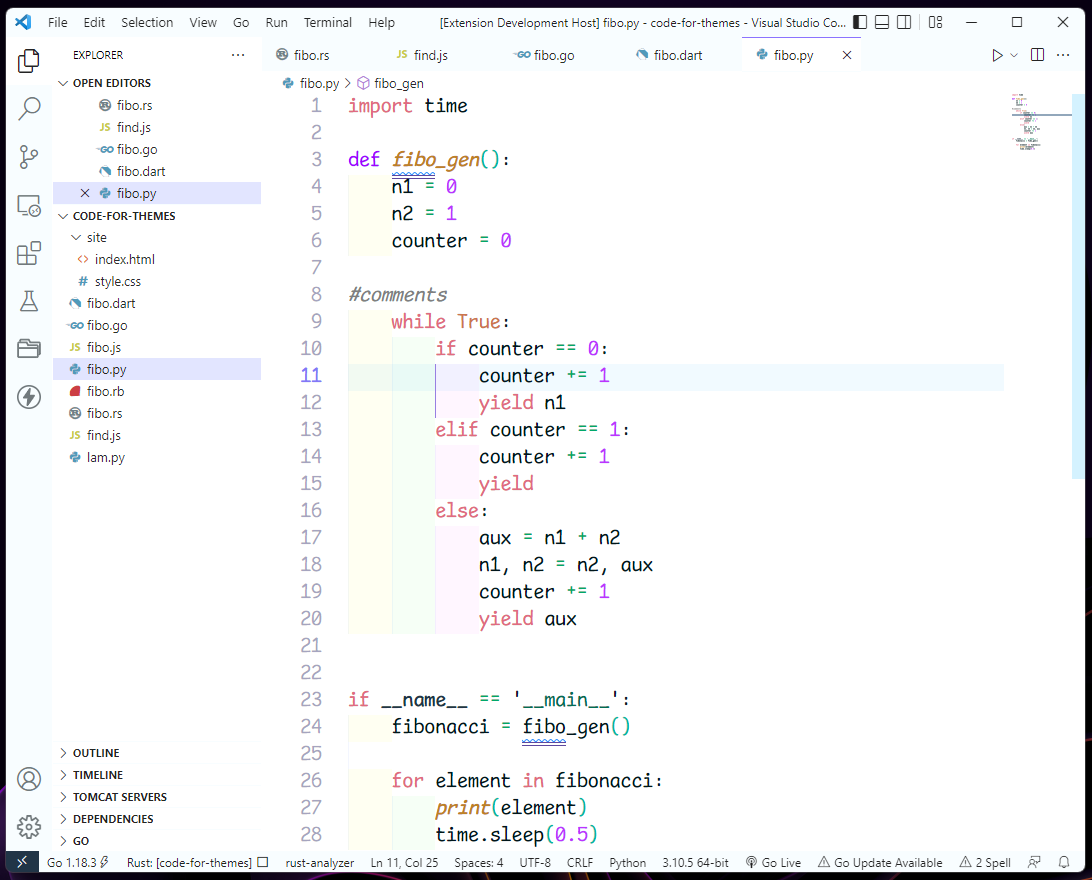 File Edit Selection View Go Run Terminal Help [Extension Development Host] fibo.py - code-for-themes - Visual Studio Co...
EXPLORER
OPEN EDITORS
fibo.rs
JS find.js
GO fibo.go
fibo.dart
fibo.py
CODE-FOR-THEMES
site
<> index.html
# style.css
fibo.dart
GO fibo.go
JS fibo.js
fibo.py
fibo.rb
fibo.rs
JS find.js
lam.py
OUTLINE
TIMELINE
TOMCAT SERVERS
DEPENDENCIES
GO
fibo.rs JS find.js GO fibo.go fibo.dart fibo.py
fibo.py > fibo_gen
1 import time
2
3 def fibo_gen():
4 n1 = 0
5 n2 = 1
6 counter = 0
7
8 #comments
9 while True:
10 if counter == 0:
11 counter += 1
12 yield n1
13 elif counter == 1:
14 counter += 1
15 yield
16 else:
17 aux = n1 + n2
18 n1, n2 = n2, aux
19 counter += 1
20 yield aux
21
22
23 if __name__ == '__main__':
24 fibonacci = fibo_gen()
25
26 for element in fibonacci:
27 print(element)
28 time.sleep(0.5)
Go 1.18.3 Rust: [code-for-themes] rust-analyzer Ln 11, Col 25 Spaces: 4 UTF-8 CRLF Python 3.10.5 64-bit Go Live Go Update Available 2 Spell